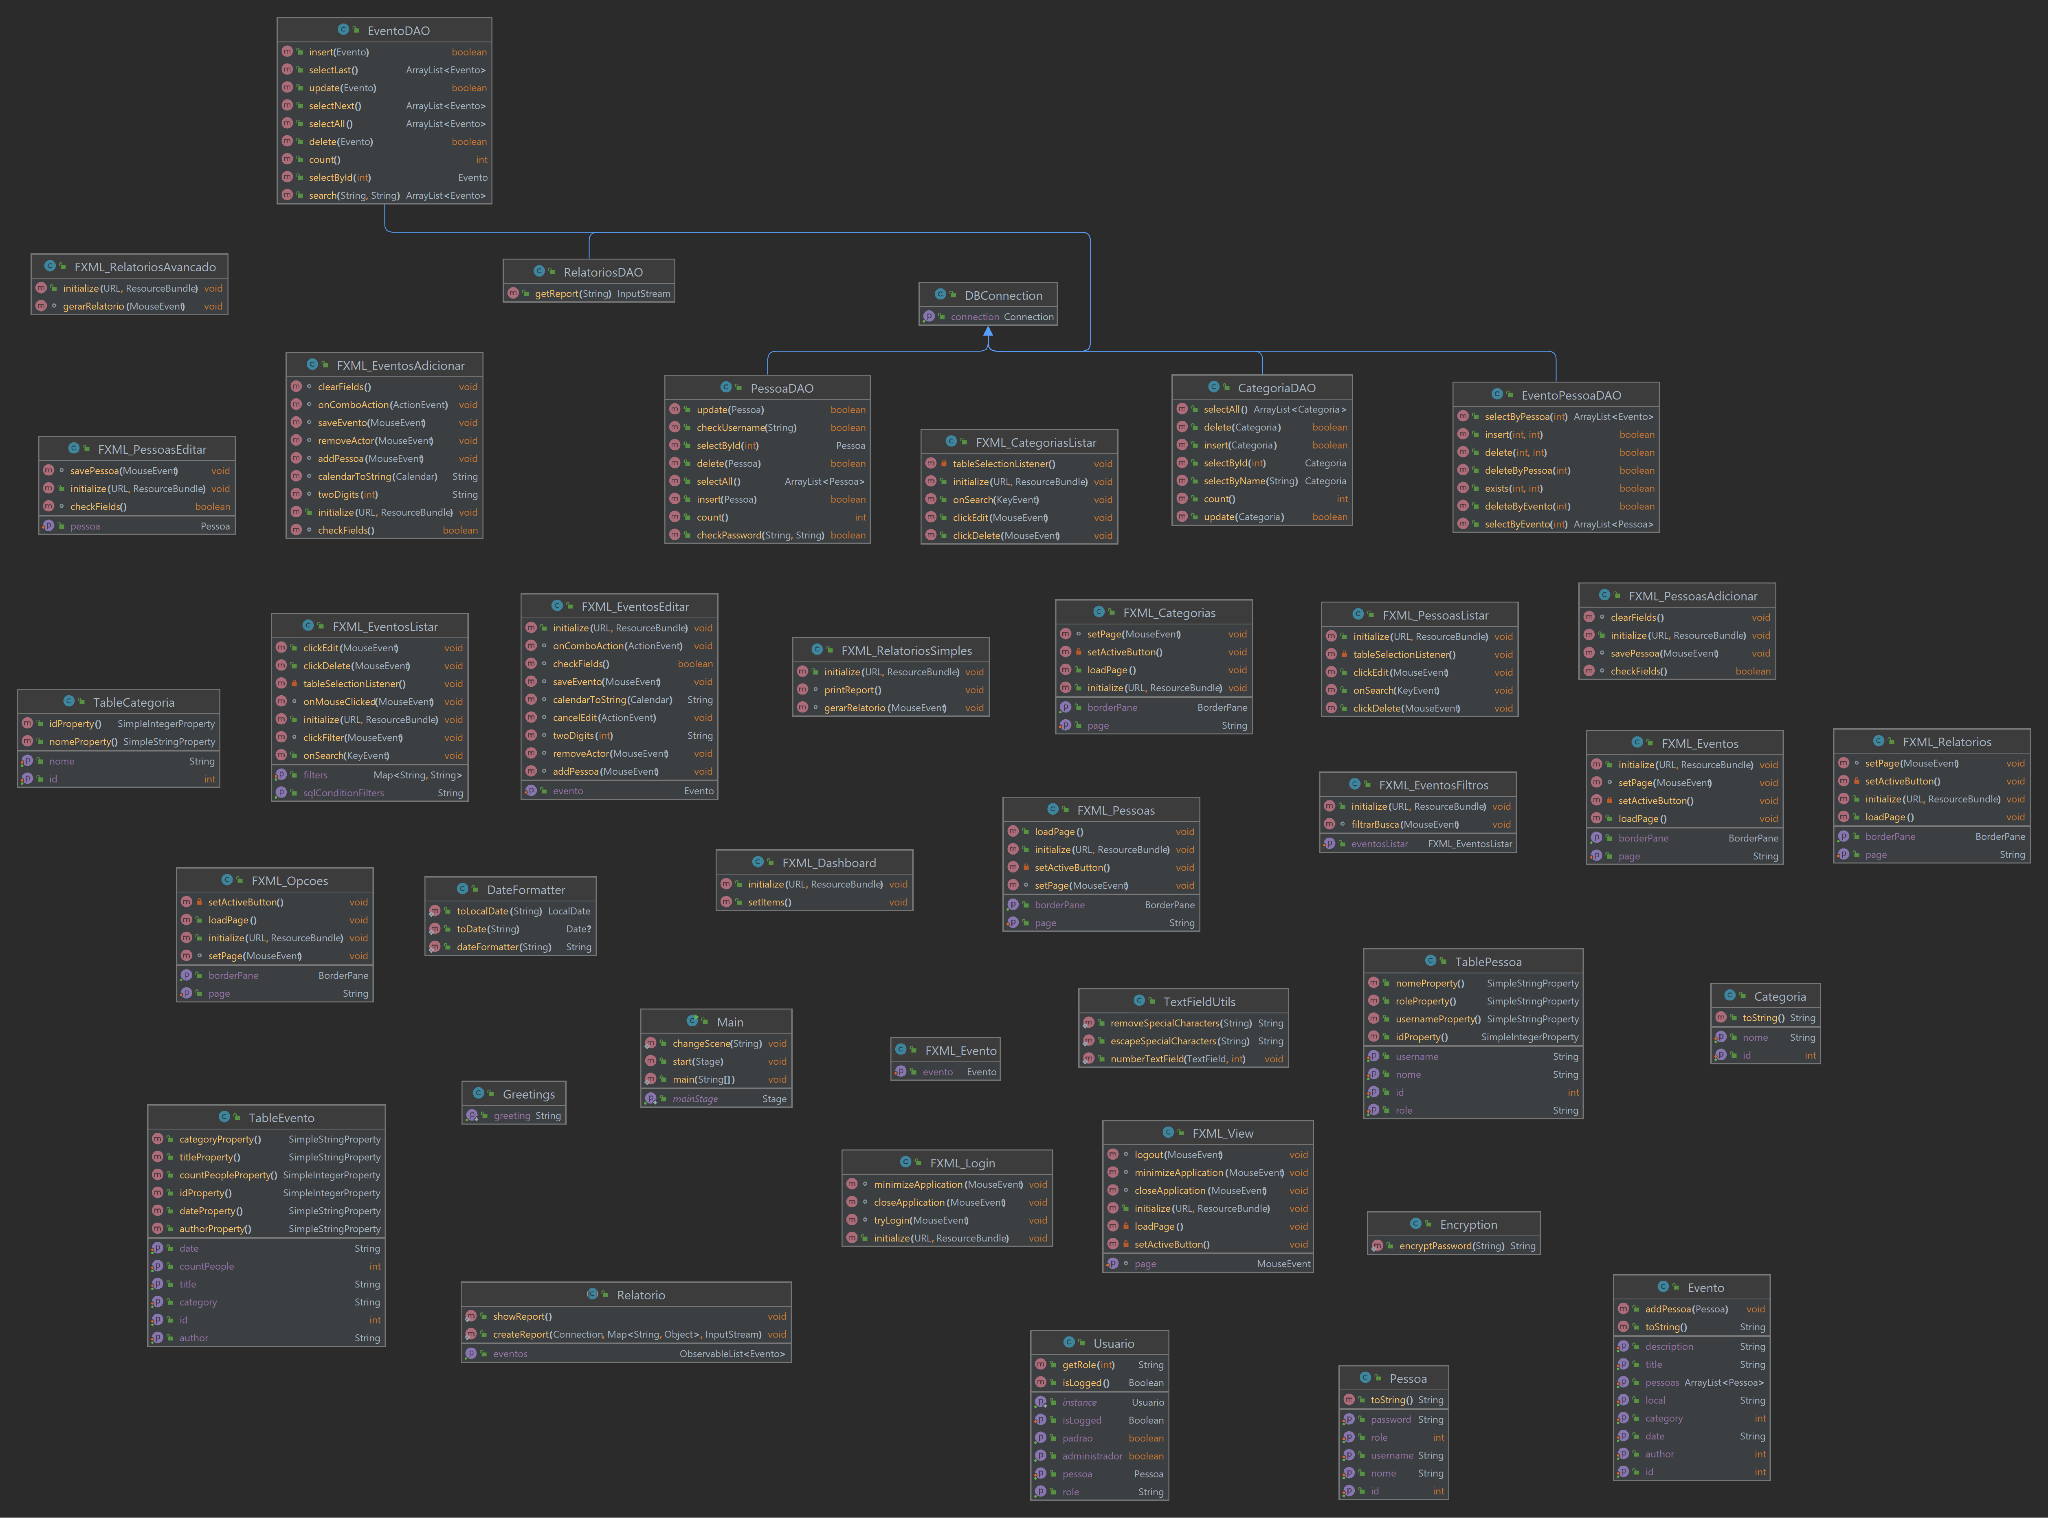 EventoDAO
insert(Evento) boolean
selectLast() ArrayList<Evento>
update(Evento) boolean
selectNext() ArrayList<Evento>
selectAll() ArrayList<Evento>
delete(Evento) boolean
count() int
selectById(int) Evento
search(String, String) ArrayList<Evento>
FXML_RelatoriosAvancado
initialize(URL, ResourceBundle) void
gerarRelatorio(MouseEvent) void
RelatoriosDAO
getReport(String) InputStream
DBConnection
connection Connection
FXML_EventosAdicionar
clearFields() void
onComboAction(ActionEvent) void
saveEvento(MouseEvent) void
removeActor(MouseEvent) void
addPessoa(MouseEvent) void
calendarToString(Calendar) String
twoDigits(int) String
initialize(URL, ResourceBundle) void
checkFields() boolean
PessoaDAO
update(Pessoa) boolean
checkUsername(String) boolean
selectById(int) Pessoa
delete(Pessoa) boolean
selectAll() ArrayList<Pessoa>
insert(Pessoa) boolean
count() int
checkPassword(String, String) boolean
CategoriaDAO
selectAll() ArrayList<Categoria>
delete(Categoria) boolean
insert(Categoria) boolean
selectById(int) Categoria
selectByName(String) Categoria
count() int
update(Categoria) boolean
EventoPessoaDAO
selectByPessoa(int) ArrayList<Evento>
insert(int, int) boolean
delete(int, int) boolean
deleteByPessoa(int) boolean
exists(int, int) boolean
deleteByEvento(int) boolean
selectByEvento(int) ArrayList<Pessoa>
FXML_PessoasEditar
savePessoa(MouseEvent) void
initialize(URL, ResourceBundle) void
checkFields() boolean
pessoa Pessoa
FXML_CategoriasListar
tableSelectionListener() void
initialize(URL, ResourceBundle) void
onSearch(KeyEvent) void
clickEdit(MouseEvent) void
clickDelete(MouseEvent) void
FXML_EventosListar
clickEdit(MouseEvent) void
clickDelete(MouseEvent) void
tableSelectionListener() void
onMouseClicked(MouseEvent) void
initialize(URL, ResourceBundle) void
clickFilter(MouseEvent) void
onSearch(KeyEvent) void
filters Map<String, String>
sqlConditionFilters String
FXML_EventosEditar
initialize(URL, ResourceBundle) void
onComboAction(ActionEvent) void
checkFields() boolean
saveEvento(MouseEvent) void
calendarToString(Calendar) String
cancelEdit(ActionEvent) void
twoDigits(int) String
removeActor(MouseEvent) void
addPessoa(MouseEvent) void
evento Evento
FXML_RelatoriosSimples
initialize(URL, ResourceBundle) void
printReport() void
gerarRelatorio(MouseEvent) void
FXML_Categorias
setPage(MouseEvent) void
setActiveButton() void
loadPage() void
initialize(URL, ResourceBundle) void
borderPane BorderPane
page String
FXML_PessoasListar
initialize(URL, ResourceBundle) void
tableSelectionListener() void
clickEdit(MouseEvent) void
onSearch(KeyEvent) void
clickDelete(MouseEvent) void
FXML_PessoasAdicionar
clearFields() void
initialize(URL, ResourceBundle) void
savePessoa(MouseEvent) void
checkFields() boolean
TableCategoria
idProperty() SimpleIntegerProperty
nomeProperty() SimpleStringProperty
nome String
id int
FXML_Eventos
initialize(URL, ResourceBundle) void
setPage(MouseEvent) void
setActiveButton() void
loadPage() void
borderPane BorderPane
page String
FXML_Relatorios
setPage(MouseEvent) void
setActiveButton() void
initialize(URL, ResourceBundle) void
loadPage() void
borderPane BorderPane
page String
FXML_EventosFiltros
initialize(URL, ResourceBundle) void
filtrarBusca(MouseEvent) void
eventosListar FXML_EventosListar
FXML_Pessoas
loadPage() void
initialize(URL, ResourceBundle) void
setActiveButton() void
setPage(MouseEvent) void
borderPane BorderPane
page String
FXML_Opcoes
setActiveButton() void
loadPage() void
initialize(URL, ResourceBundle) void
setPage(MouseEvent) void
borderPane BorderPane
page String
DateFormatter
toLocalDate(String) LocalDate
toDate(String) Date?
dateFormatter(String) String
FXML_Dashboard
initialize(URL, ResourceBundle) void
setItems() void
TablePessoa
nomeProperty() SimpleStringProperty
roleProperty() SimpleStringProperty
usernameProperty() SimpleStringProperty
idProperty() SimpleIntegerProperty
username String
nome String
id int
role String
Categoria
toString() String
nome String
id int
TextFieldUtils
removeSpecialCharacters(String) String
escapeSpecialCharacters(String) String
numberTextField(TextField, int) void
Main
changeScene(String) void
start(Stage) void
main(String[]) void
mainStage Stage
FXML_Evento
evento Evento
Greetings
greeting String
TableEvento
categoryProperty() SimpleStringProperty
titleProperty() SimpleStringProperty
countPeopleProperty() SimpleIntegerProperty
idProperty() SimpleIntegerProperty
dateProperty() SimpleStringProperty
authorProperty() SimpleStringProperty
date String
countPeople int
title String
category String
id int
author String
FXML_Login
minimizeApplication(MouseEvent) void
closeApplication(MouseEvent) void
tryLogin(MouseEvent) void
initialize(URL, ResourceBundle) void
FXML_View
logout(MouseEvent) void
minimizeApplication(MouseEvent) void
closeApplication(MouseEvent) void
initialize(URL, ResourceBundle) void
loadPage() void
setActiveButton() void
page MouseEvent
Encryption
encryptPassword(String) String
Relatorio
showReport() void
createReport(Connection, Map<String, Object>, InputStream) void
eventos ObservableList<Evento>
Usuario
getRole(int) String
isLogged() Boolean
instance Usuario
isLogged Boolean
padrao boolean
administrador boolean
pessoa Pessoa
role String
Pessoa
toString() String
password String
role int
username String
nome String
id int
Evento
addPessoa(Pessoa) void
toString() String
description String
title String
pessoas ArrayList<Pessoa>
local String
category int
date String
author int
id int